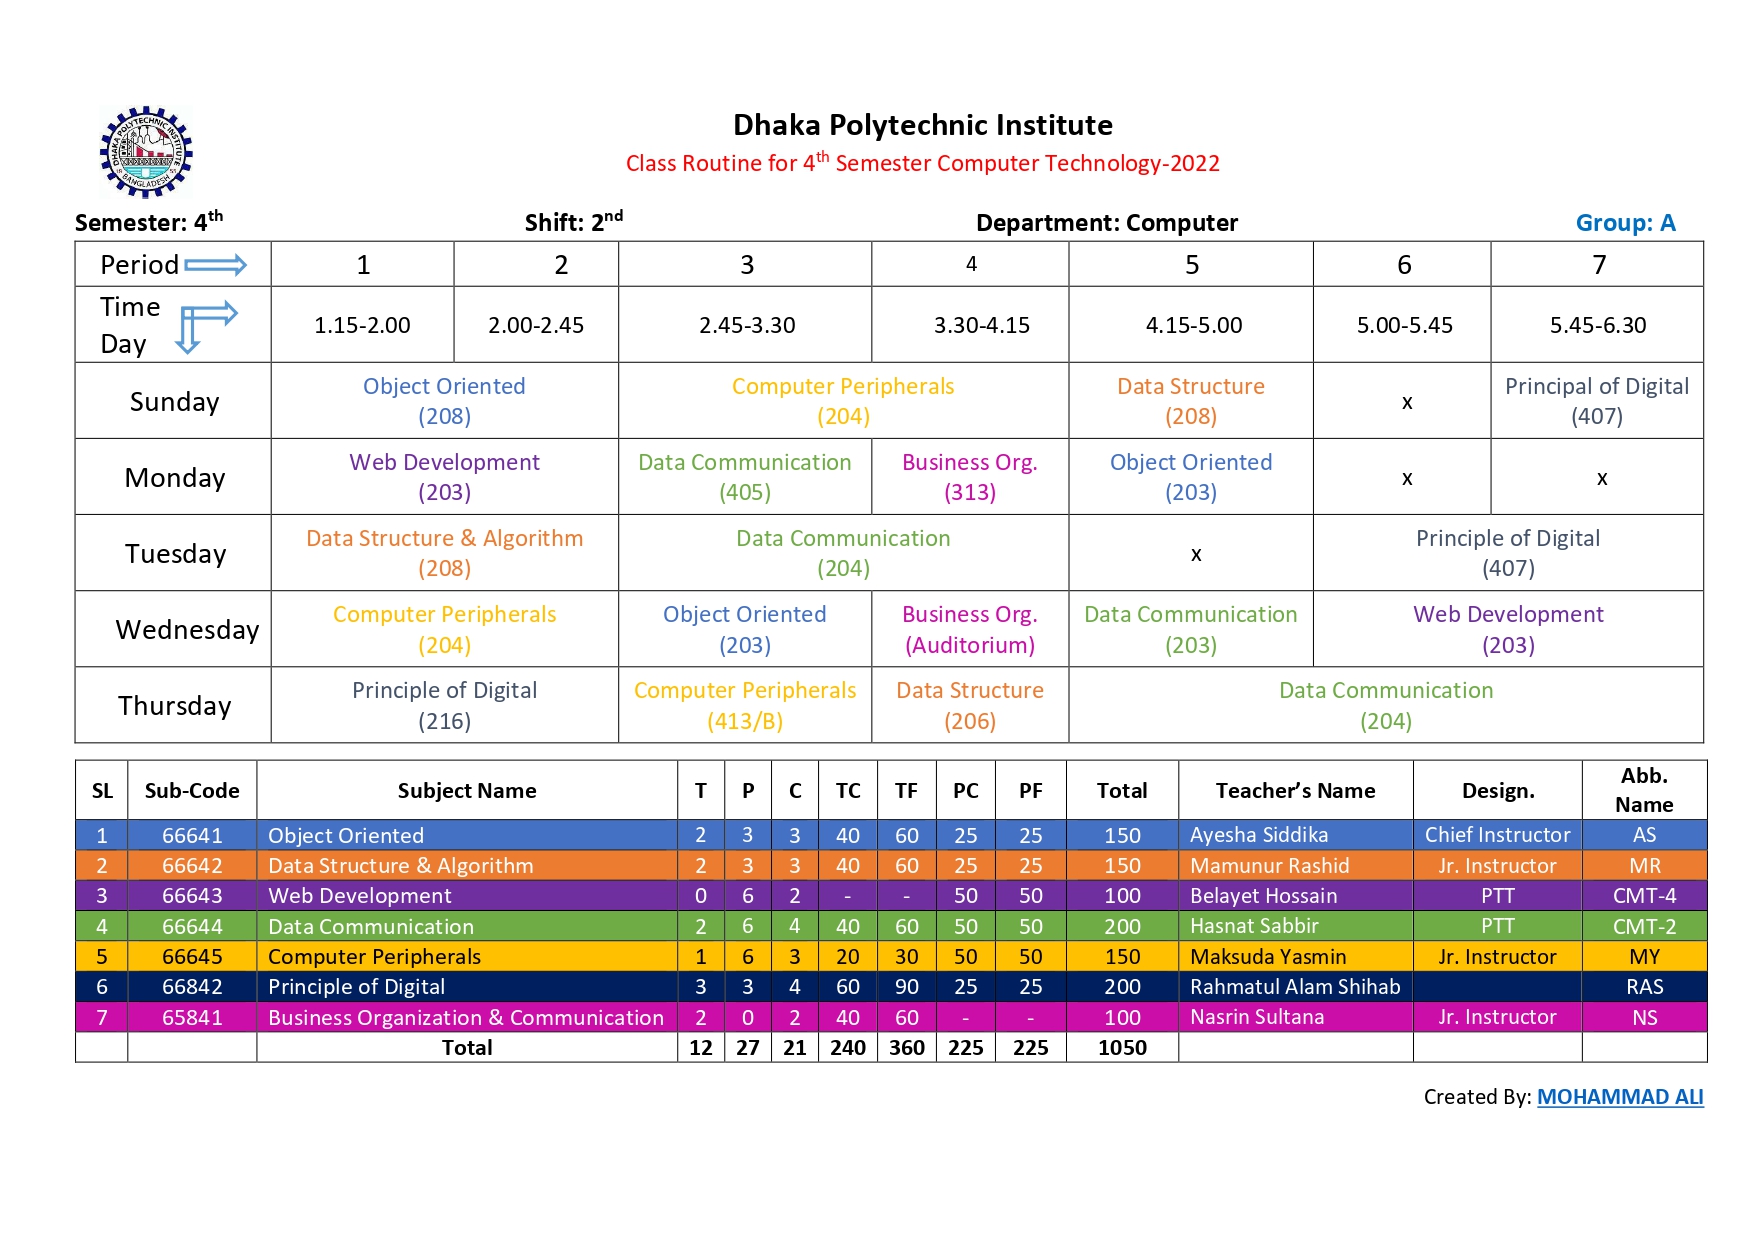 DHAKA POLYTECHNIC INSTITUTE
BANGLADESH
Dhaka Polytechnic Institute
Class Routine for 4th Semester Computer Technology-2022
Semester: 4th Shift: 2nd Department: Computer Group: A
Period 1 2 3 4 5 6 7
Time
Day 1.15-2.00 2.00-2.45 2.45-3.30 3.30-4.15 4.15-5.00 5.00-5.45 5.45-6.30
Sunday Object Oriented (208) Computer Peripherals (204) Data Structure (208) x Principal of Digital (407)
Monday Web Development (203) Data Communication (405) Business Org. (313) Object Oriented (203) x x
Tuesday Data Structure & Algorithm (208) Data Communication (204) x Principle of Digital (407)
Wednesday Computer Peripherals (204) Object Oriented (203) Business Org. (Auditorium) Data Communication (203) Web Development (203)
Thursday Principle of Digital (216) Computer Peripherals (413/B) Data Structure (206) Data Communication (204)
SL Sub-Code Subject Name T P C TC TF PC PF Total Teacher’s Name Design. Abb. Name
1 66641 Object Oriented 2 3 3 40 60 25 25 150 Ayesha Siddika Chief Instructor AS
2 66642 Data Structure & Algorithm 2 3 3 40 60 25 25 150 Mamunur Rashid Jr. Instructor MR
3 66643 Web Development 0 6 2 - - 50 50 100 Belayet Hossain PTT CMT-4
4 66644 Data Communication 2 6 4 40 60 50 50 200 Hasnat Sabbir PTT CMT-2
5 66645 Computer Peripherals 1 6 3 20 30 50 50 150 Maksuda Yasmin Jr. Instructor MY
6 66842 Principle of Digital 3 3 4 60 90 25 25 200 Rahmatul Alam Shihab RAS
7 65841 Business Organization & Communication 2 0 2 40 60 - - 100 Nasrin Sultana Jr. Instructor NS
Total 12 27 21 240 360 225 225 1050
Created By: MOHAMMAD ALI